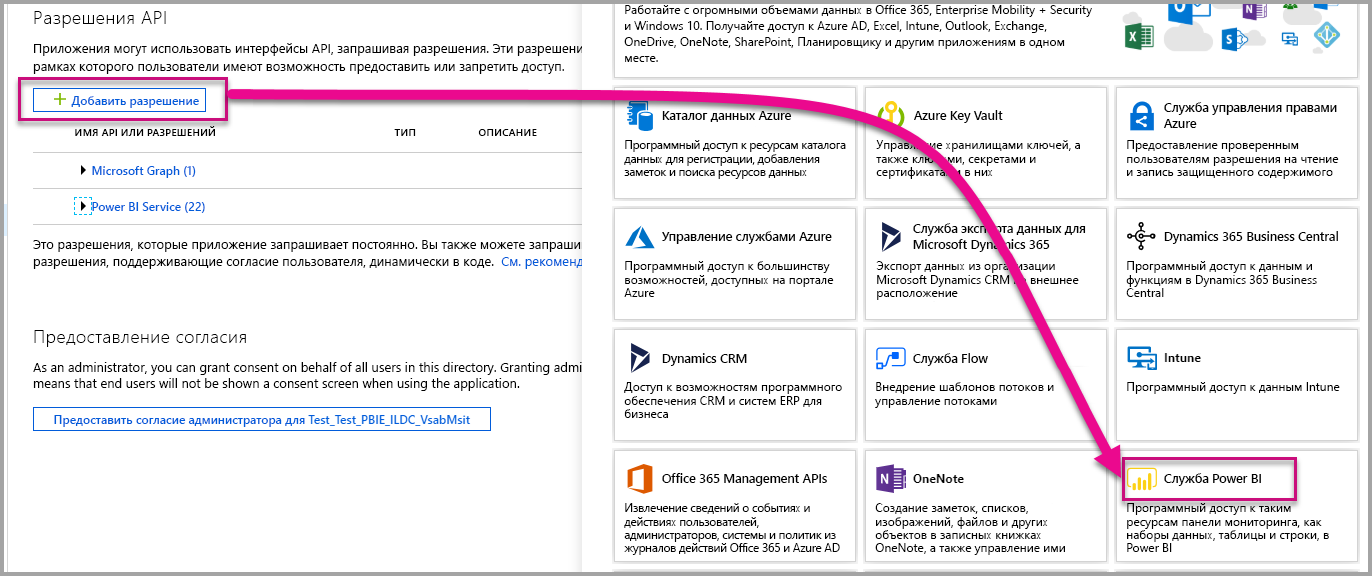 Разрешения API
Приложения могут использовать интерфейсы API, запрашивая разрешения. Эти разрешени
рамках которого пользователи имеют возможность предоставить или запретить доступ.
+ Добавить разрешение
ИМЯ API ИЛИ РАЗРЕШЕНИЙ ТИП ОПИСАНИЕ
Microsoft Graph (1)
Power BI Service (22)
Это разрешения, которые приложение запрашивает постоянно. Вы также можете запраши
разрешения, поддерживающие согласие пользователя, динамически в коде. См. рекоменд
Предоставление согласия
As an administrator, you can grant consent on behalf of all users in this directory. Granting admi
means that end users will not be shown a consent screen when using the application.
Предоставить согласие администратора для Test_Test_PBIE_ILDC_VsabMsit
Работайте с огромными объемами данных в Office 365, Enterprise Mobility + Security
и Windows 10. Получайте доступ к Azure AD, Excel, Intune, Outlook, Exchange,
OneDrive, OneNote, SharePoint, Планировщику и другим приложениям в одном
месте.
Каталог данных Azure
Программный доступ к ресурсам каталога
данных для регистрации, добавления
заметок и поиска ресурсов данных
Azure Key Vault
Управление хранилищами ключей, а
также ключами, секретами и
сертификатами в них
Служба управления правами
Azure
Предоставление проверенным
пользователям разрешения на чтение
и запись защищенного содержимого
Управление службами Azure
Программный доступ к большинству
возможностей, доступных на портале
Azure
Служба экспорта данных для
Microsoft Dynamics 365
Экспорт данных из организации
Microsoft Dynamics CRM во внешнее
расположение
Dynamics 365 Business Central
Программный доступ к данным и
функциям в Dynamics 365 Business
Central
Dynamics CRM
Доступ к возможностям программного
обеспечения CRM и систем ERP для
бизнеса
Служба Flow
Внедрение шаблонов потоков и
управление потоками
Intune
Программный доступ к данным Intune
Office 365 Management APIs
Извлечение сведений о событиях и
действиях пользователей,
администраторов, системы и политик из
журналов действий Office 365 и Azure AD
OneNote
Создание заметок, списков,
изображений, файлов и других
объектов в записных книжках
OneNote, а также управление ими
Служба Power BI
Программный доступ к таким
ресурсам панели мониторинга, как
наборы данных, таблицы и строки, в
Power BI